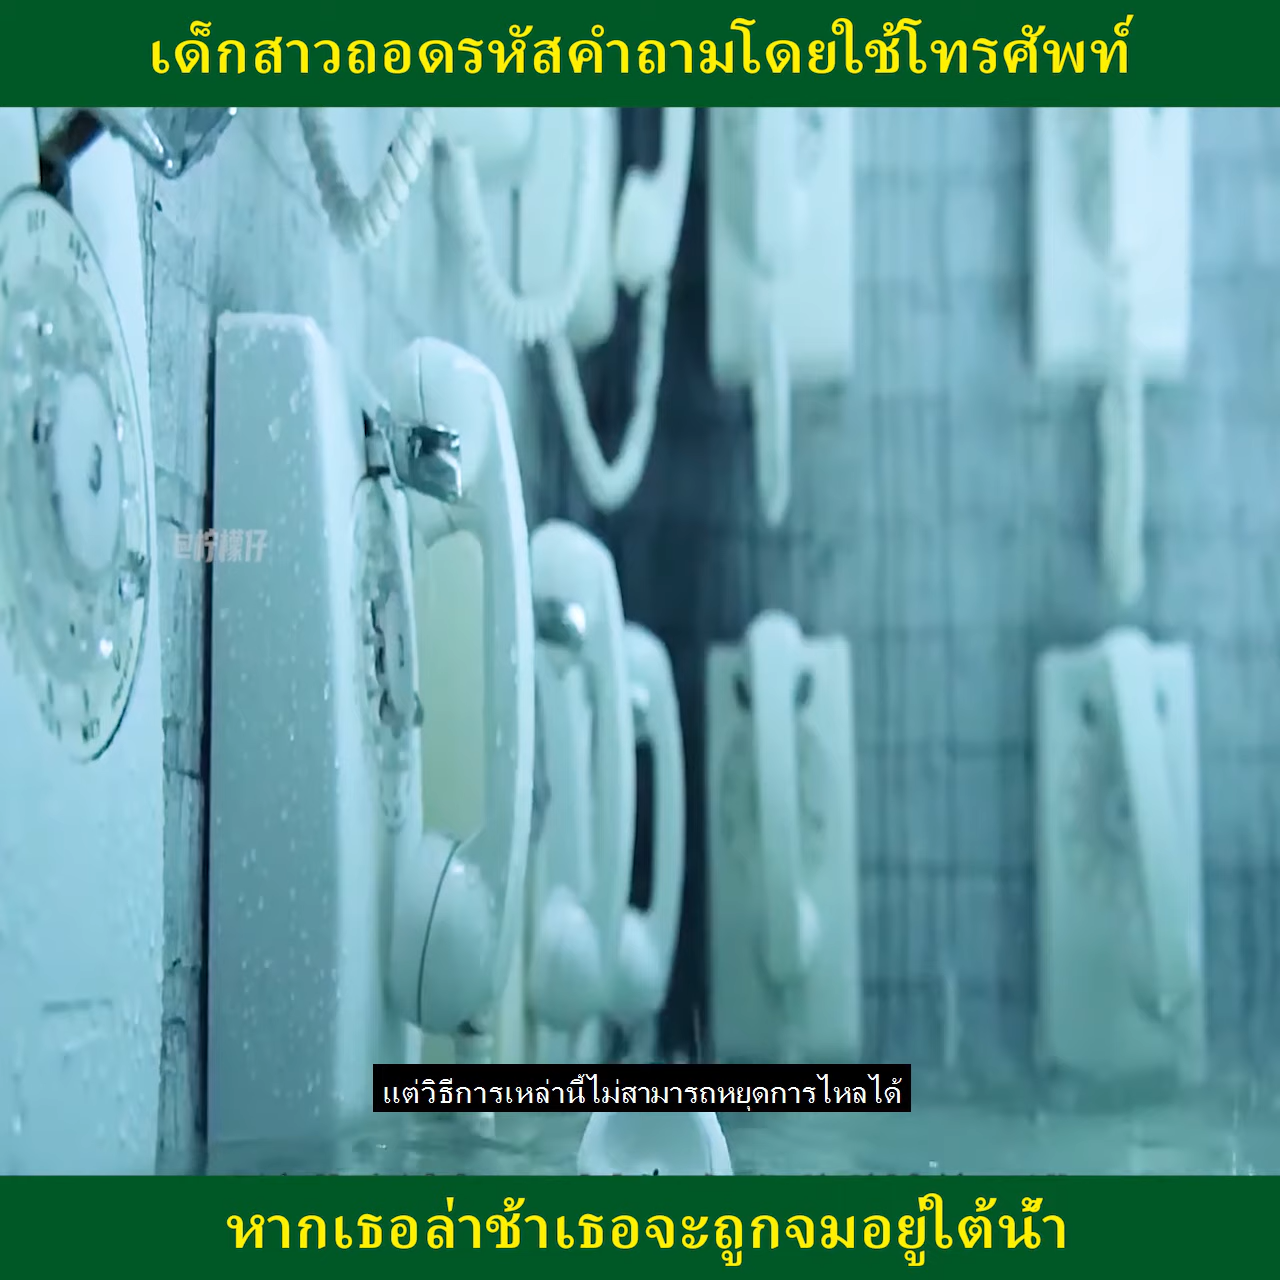 เด็กสาวถอดรหัสคำถามโดยใช้โทรศัพท์
@柠檬仔
แต่วิธีการเหล่านี้ไม่สามารถหยุดการไหลได้
หากเธอล่าช้าเธอจะถูกจมอยู่ใต้น้ำ